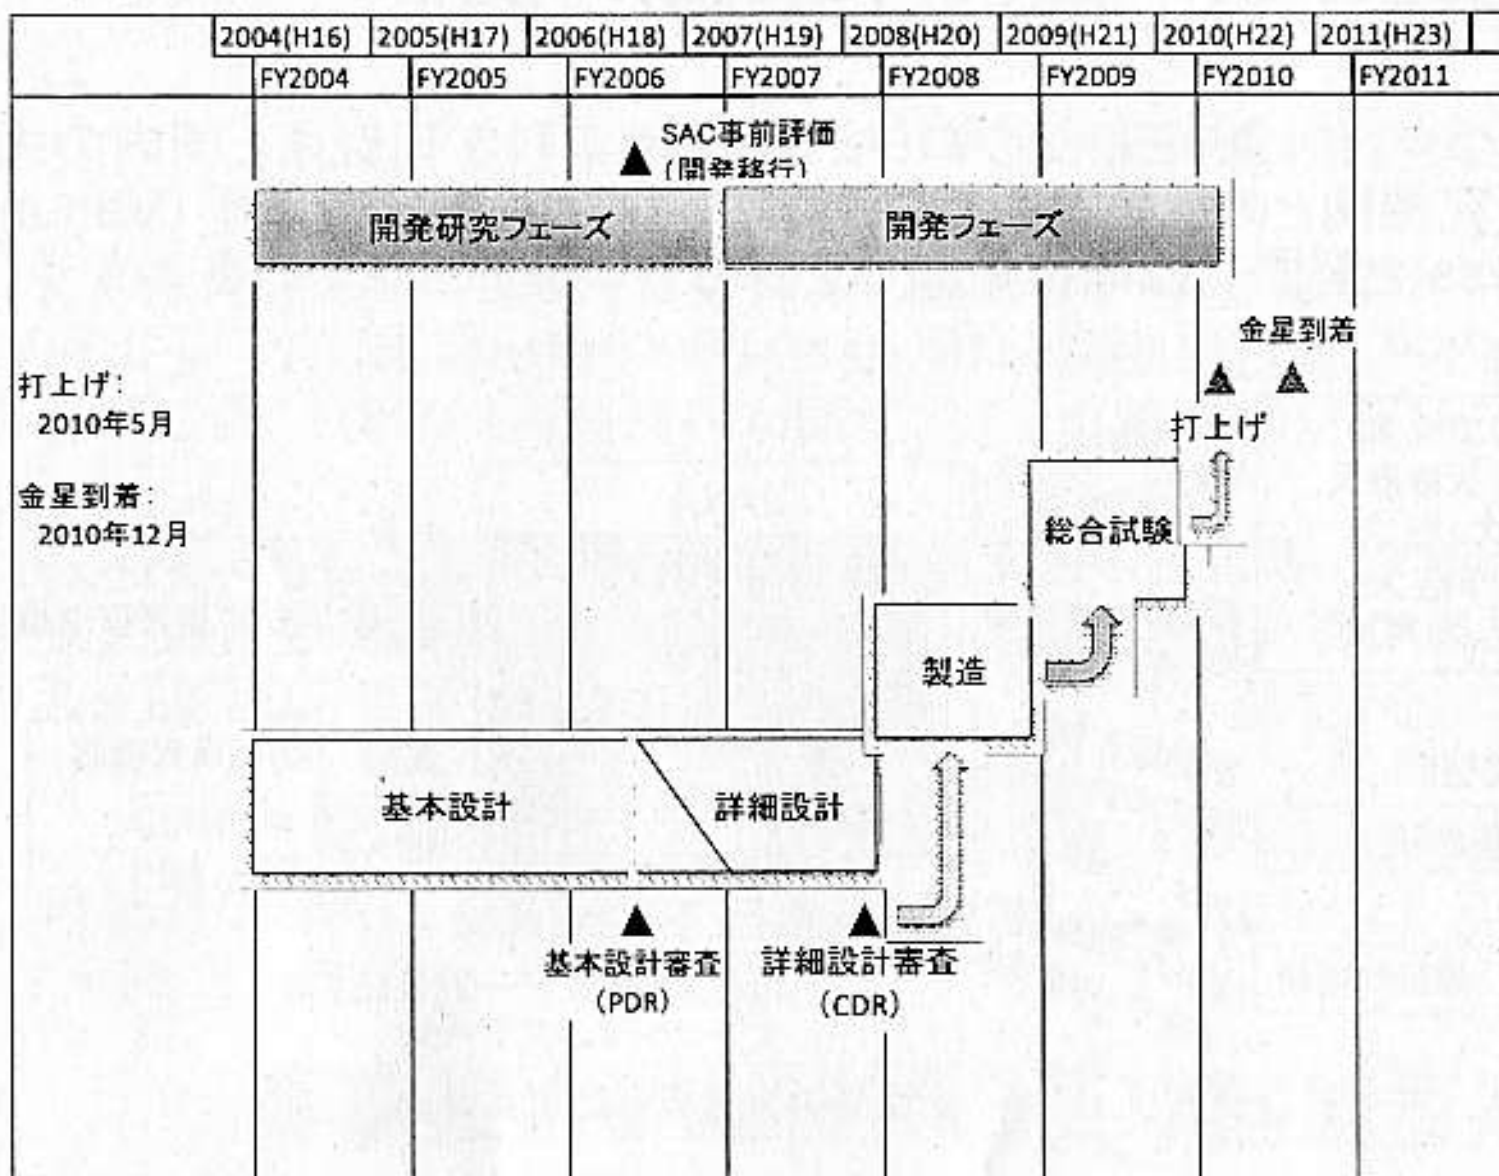 2004(H16) 2005(H17) 2006(H18) 2007(H19) 2008(H20) 2009(H21) 2010(H22) 2011(H23)
FY2004 FY2005 FY2006 FY2007 FY2008 FY2009 FY2010 FY2011
SAC事前評価
(開発移行)
開発研究フェーズ 開発フェーズ
金星到着
打上げ:
2010年5月
打上げ
金星到着:
2010年12月
総合試験
製造
基本設計 詳細設計
基本設計審査
(PDR)
詳細設計審査
(CDR)